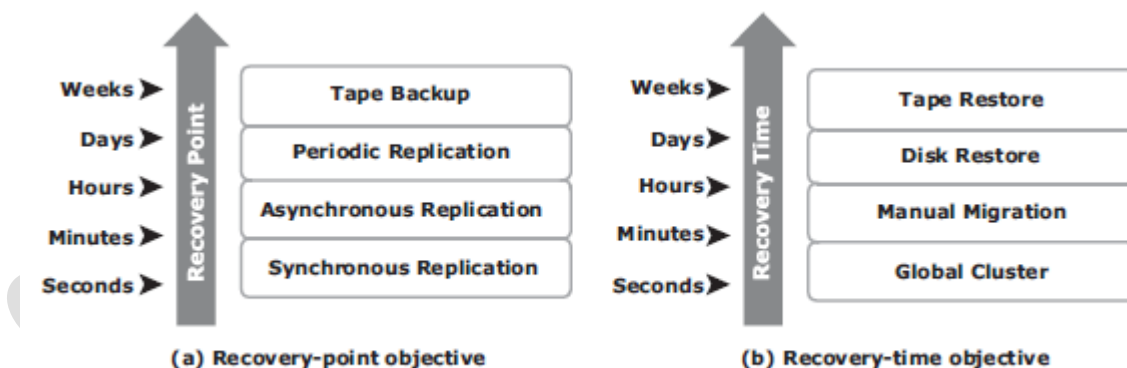 Weeks
Days
Hours
Minutes
Seconds
Recovery Point
Tape Backup
Periodic Replication
Asynchronous Replication
Synchronous Replication
(a) Recovery-point objective
Weeks
Days
Hours
Minutes
Seconds
Recovery Time
Tape Restore
Disk Restore
Manual Migration
Global Cluster
(b) Recovery-time objective